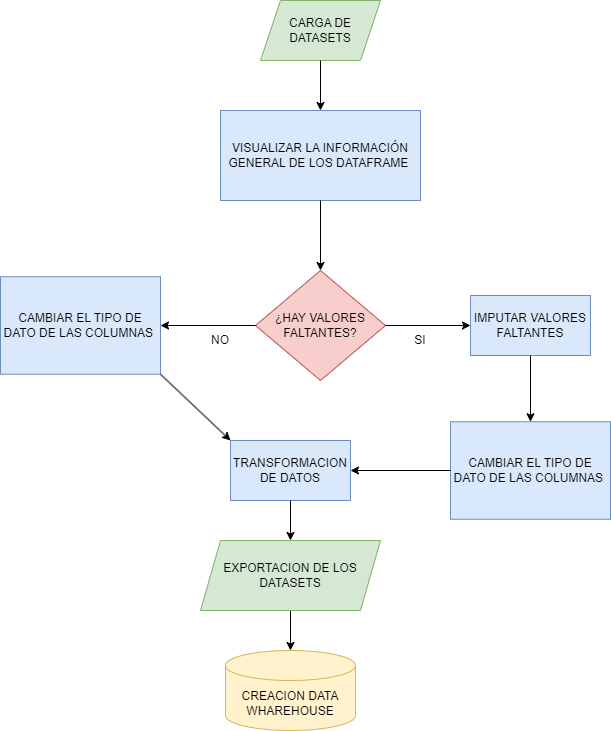 CARGA DE
DATASETS
VISUALIZAR LA INFORMACIÓN
GENERAL DE LOS DATAFRAME
¿HAY VALORES
FALTANTES?
NO
SI
CAMBIAR EL TIPO DE
DATO DE LAS COLUMNAS
IMPUTAR VALORES
FALTANTES
CAMBIAR EL TIPO DE
DATO DE LAS COLUMNAS
TRANSFORMACION
DE DATOS
EXPORTACION DE LOS
DATASETS
CREACION DATA
WHAREHOUSE